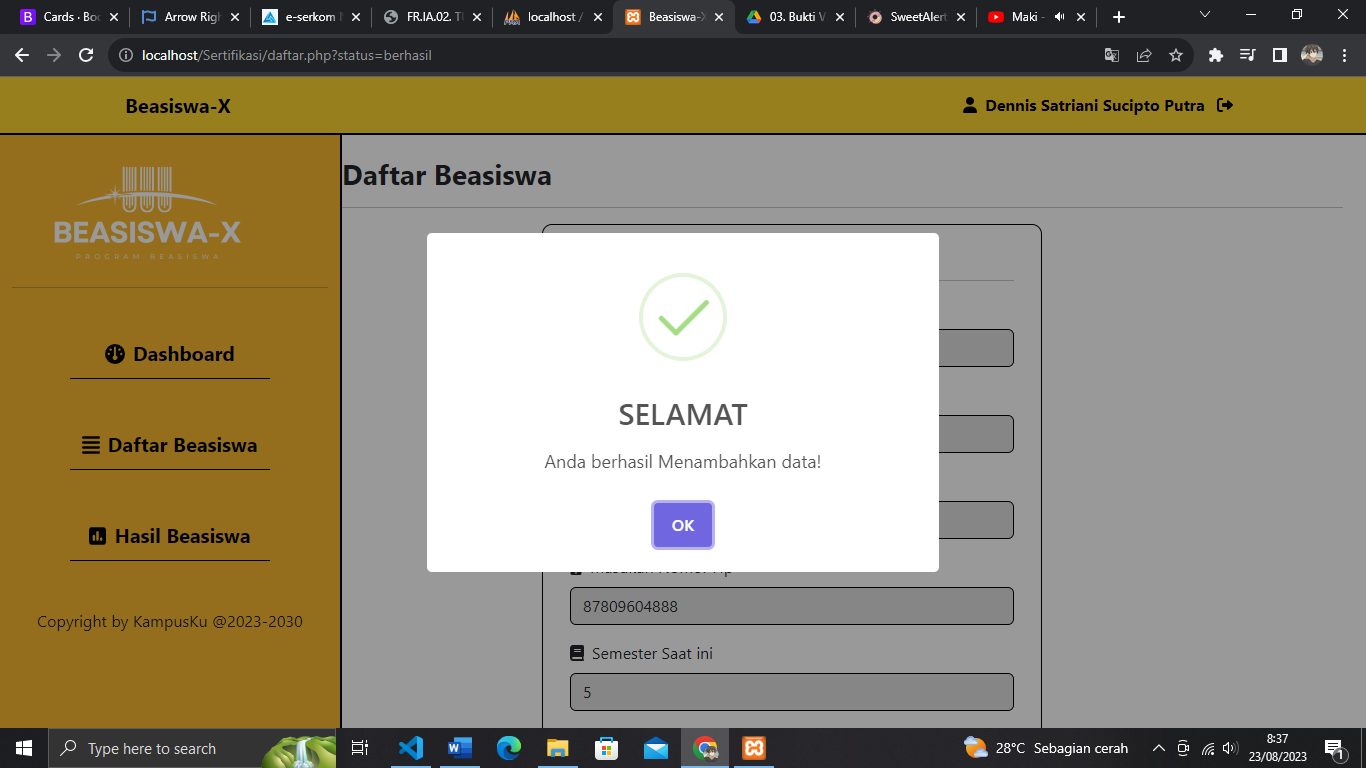 Cards · Bo
Arrow Righ
e-serkom
FR.IA.02. T
localhost /
Beasiswa-X
03. Bukti V
SweetAlert
Maki -
localhost/Sertifikasi/daftar.php?status=berhasil
Beasiswa-X
Dennis Satriani Sucipto Putra
BEASISWA-X
PROGRAM BEASISWA
Dashboard
Daftar Beasiswa
Hasil Beasiswa
Copyright by KampusKu @2023-2030
Daftar Beasiswa
SELAMAT
Anda berhasil Menambahkan data!
OK
87809604888
Semester Saat ini
5
Type here to search
28°C Sebagian cerah
8:37
23/08/2023
1